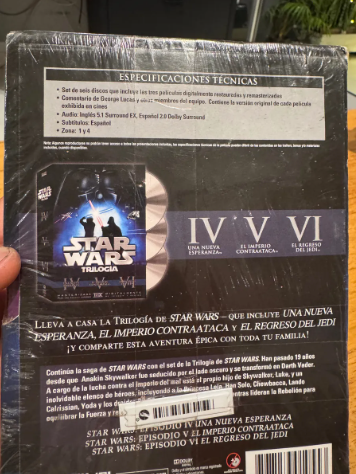 ESPECIFICACIONES TÉCNICAS
• Set de seis discos que incluye las tres películas digitalmente restauradas y remasterizadas
• Comentario de George Lucas y otros miembros del equipo. Contiene la versión original de cada película
exhibida en cines
• Audio: Inglés 5.1 Surround EX, Español 2.0 Dolby Surround
• Subtítulos: Español
• Zona: 1 y 4
STAR WARS
TRILOGIA
IV V VI
IV V VI
UNA NUEVA ESPERANZA
EL IMPERIO CONTRAATACA
EL REGRESO DEL JEDI
LLEVA A CASA LA TRILOGÍA DE STAR WARS – QUE INCLUYE UNA NUEVA
ESPERANZA, EL IMPERIO CONTRAATACA Y EL REGRESO DEL JEDI
¡Y COMPARTE ESTA AVENTURA ÉPICA CON TODA TU FAMILIA!
Continúa la saga de STAR WARS con el set de la Trilogía de STAR WARS. Han pasado 19 años
desde que Anakin Skywalker fue seducido por el lado oscuro y se transformó en Darth Vader.
A cargo de la lucha contra el imperio del mal está el propio hijo de Skywalker, Luke, y un
inolvidable elenco de héroes, incluyendo a la Princesa Leia, Han Solo, Chewbacca, Lando
Calrissian, Yoda y los
lideran la Rebelión para
equilibrar la Fuerza
STAR WARS: EPISODIO IV UNA NUEVA ESPERANZA
STAR WARS: EPISODIO V EL IMPERIO CONTRAATACA
STAR WARS: EPISODIO VI EL REGRESO DEL JEDI
DOLBY